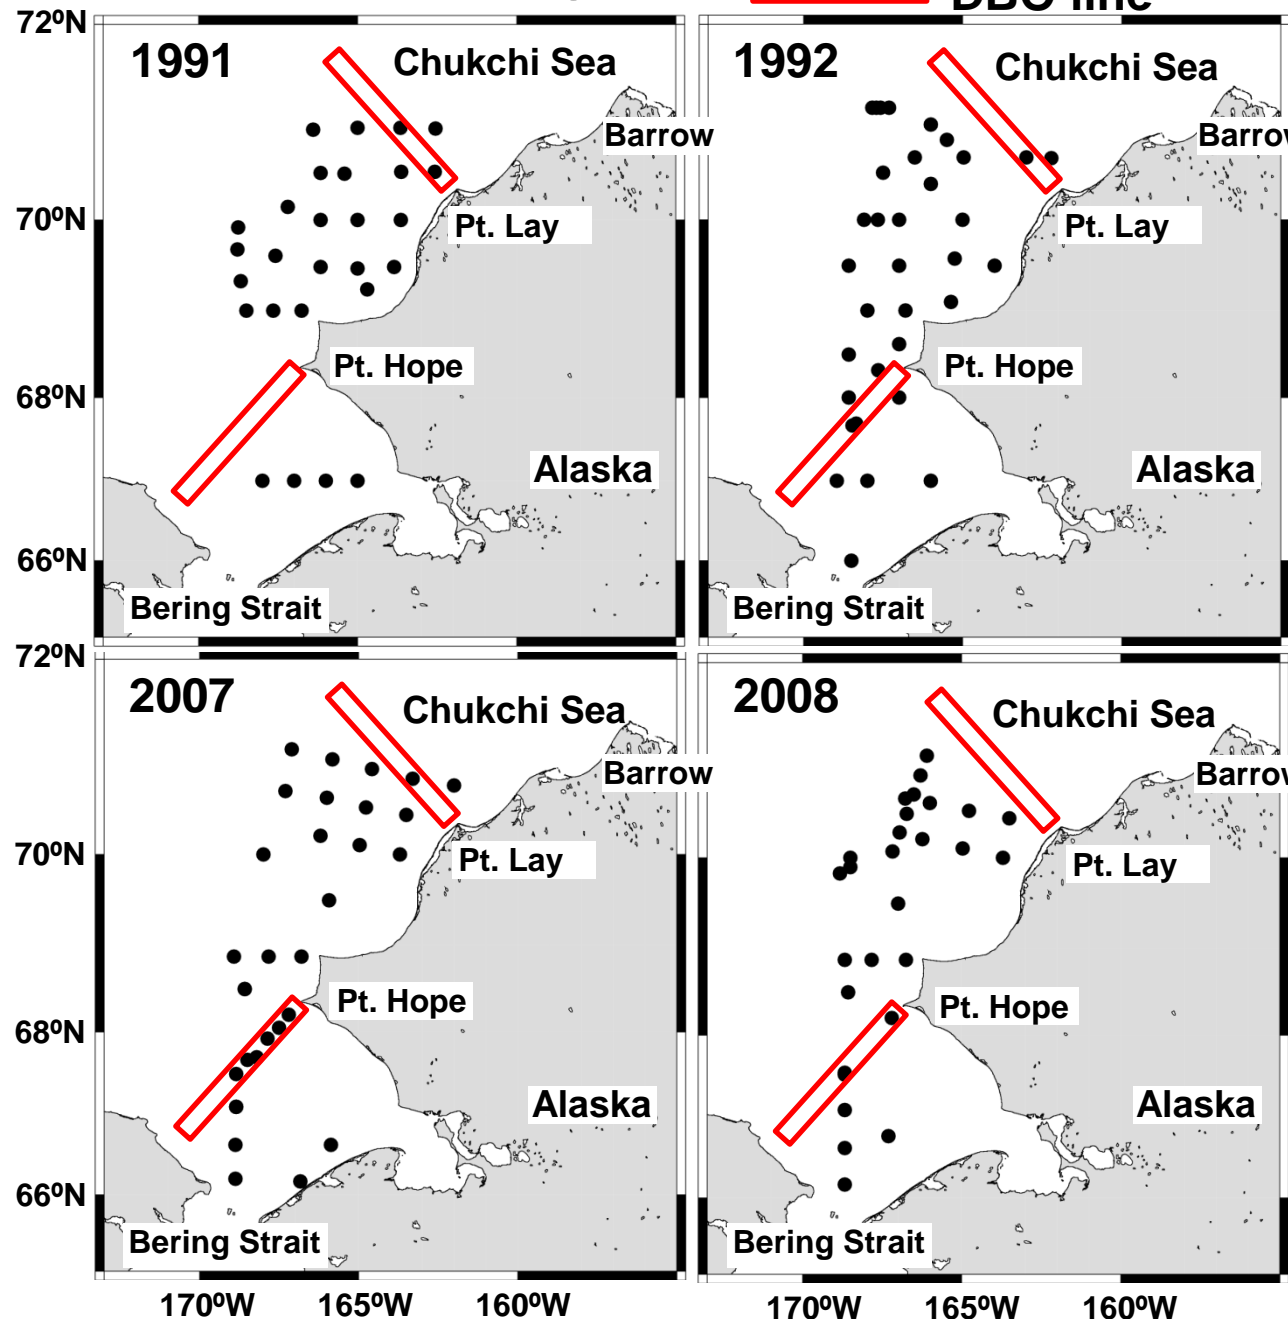 DBO line
72ºN
1991
Chukchi Sea
Barrow
70ºN
Pt. Lay
68ºN
Pt. Hope
Alaska
66ºN
Bering Strait
1992
Chukchi Sea
Pt. Lay
Pt. Hope
Alaska
Bering Strait
72ºN
2007
Chukchi Sea
Barrow
70ºN
Pt. Lay
68ºN
Pt. Hope
Alaska
66ºN
Bering Strait
170ºW
165ºW
160ºW
2008
Chukchi Sea
Pt. Lay
Pt. Hope
Alaska
Bering Strait
170ºW
165ºW
160ºW